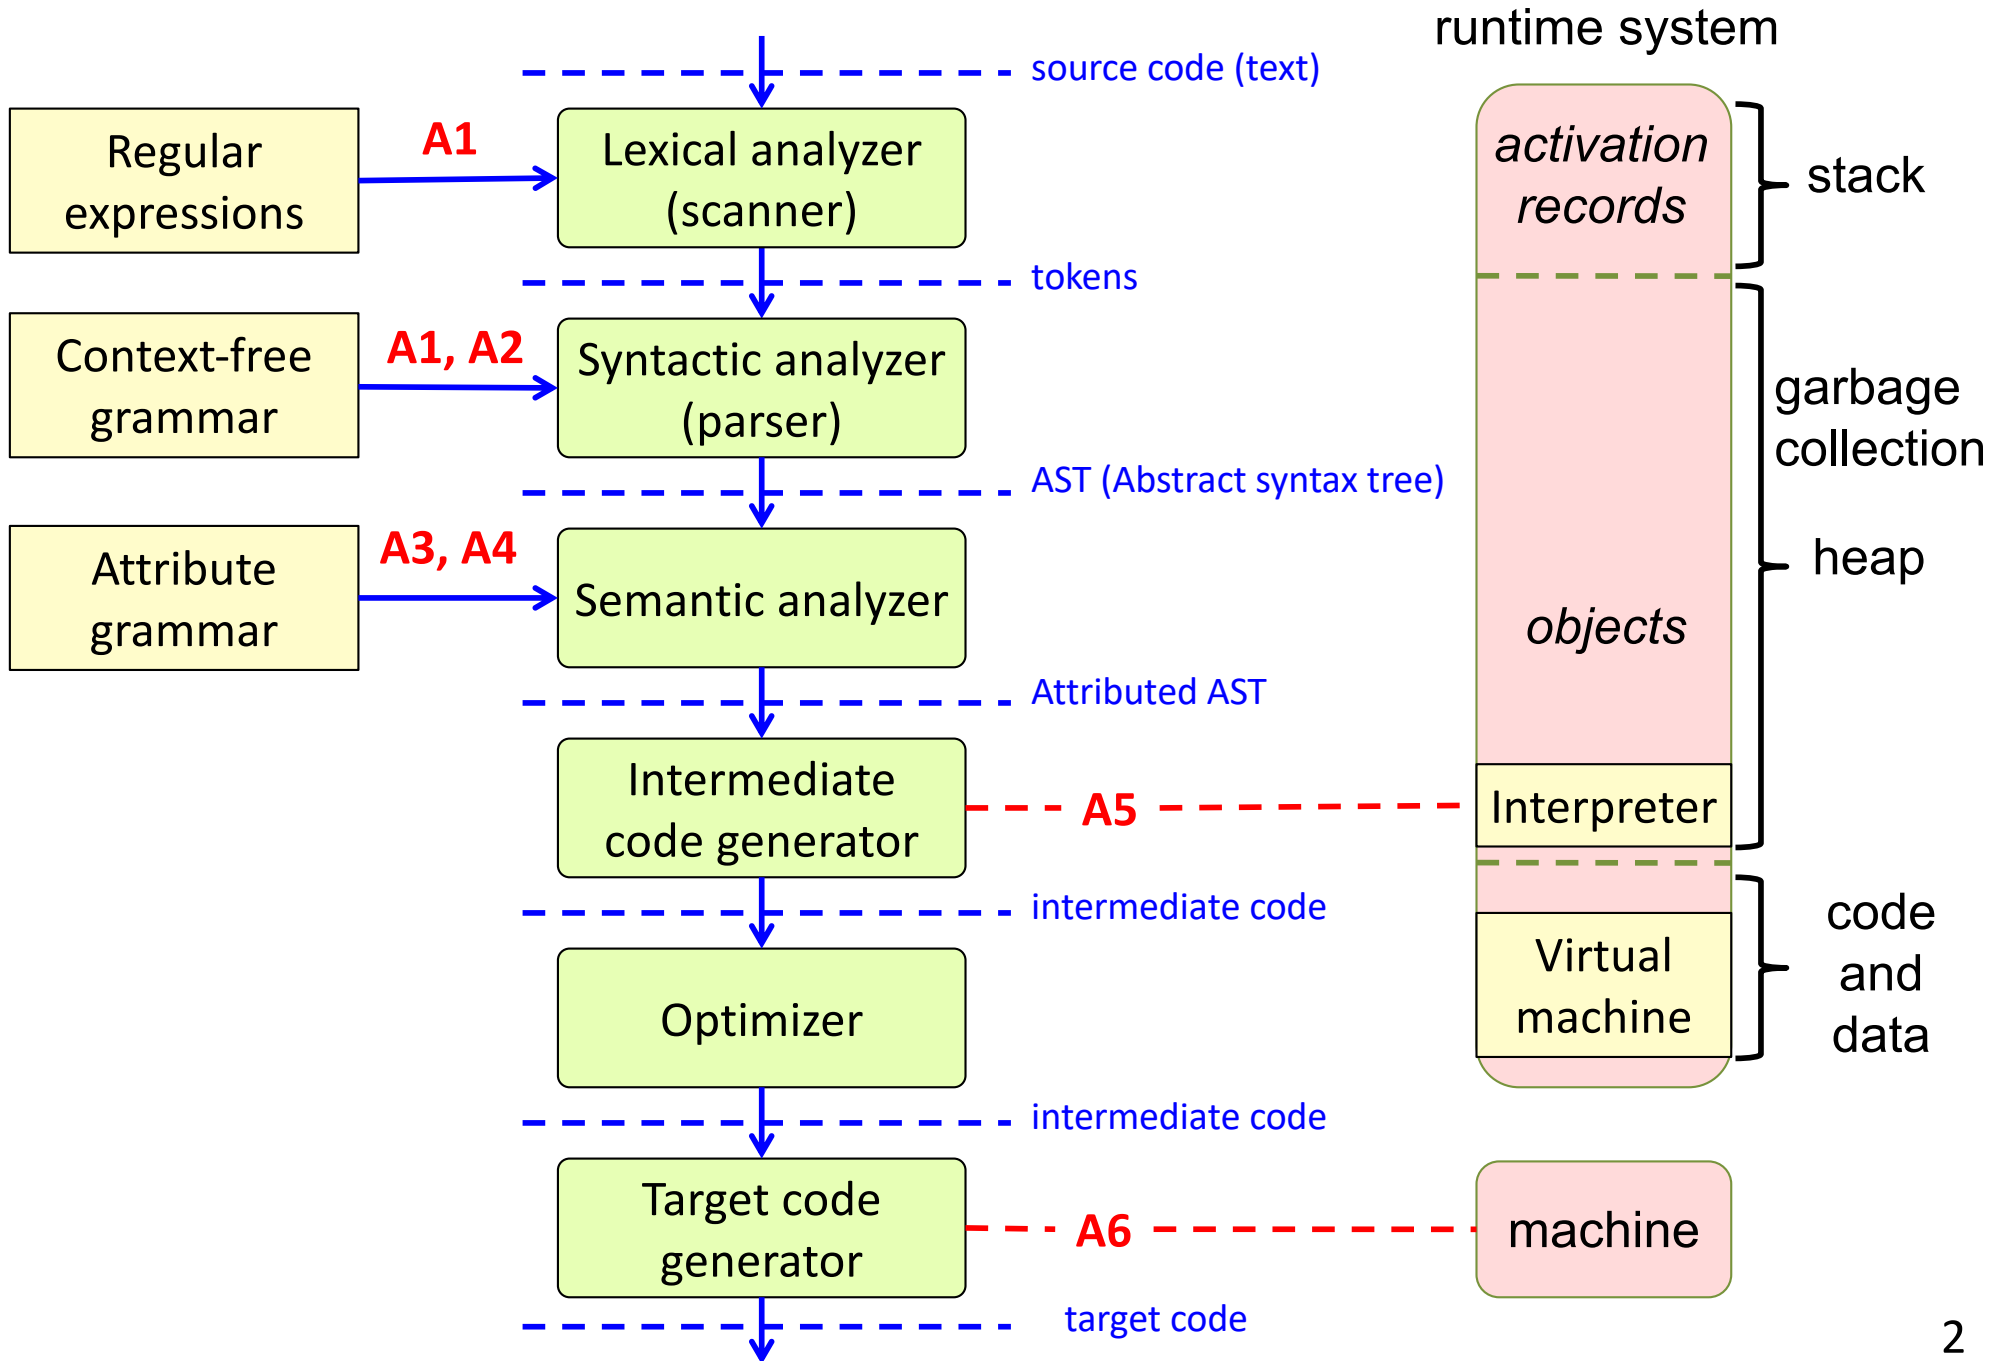 runtime system
source code (text)
Regular
expressions
A1
Lexical analyzer
(scanner)
activation
records
stack
tokens
Context-free
grammar
A1, A2
Syntactic analyzer
(parser)
garbage
collection
AST (Abstract syntax tree)
Attribute
grammar
A3, A4
Semantic analyzer
heap
objects
Attributed AST
Intermediate
code generator
A5
Interpreter
intermediate code
Optimizer
Virtual
machine
code
and
data
intermediate code
Target code
generator
A6
machine
target code
2